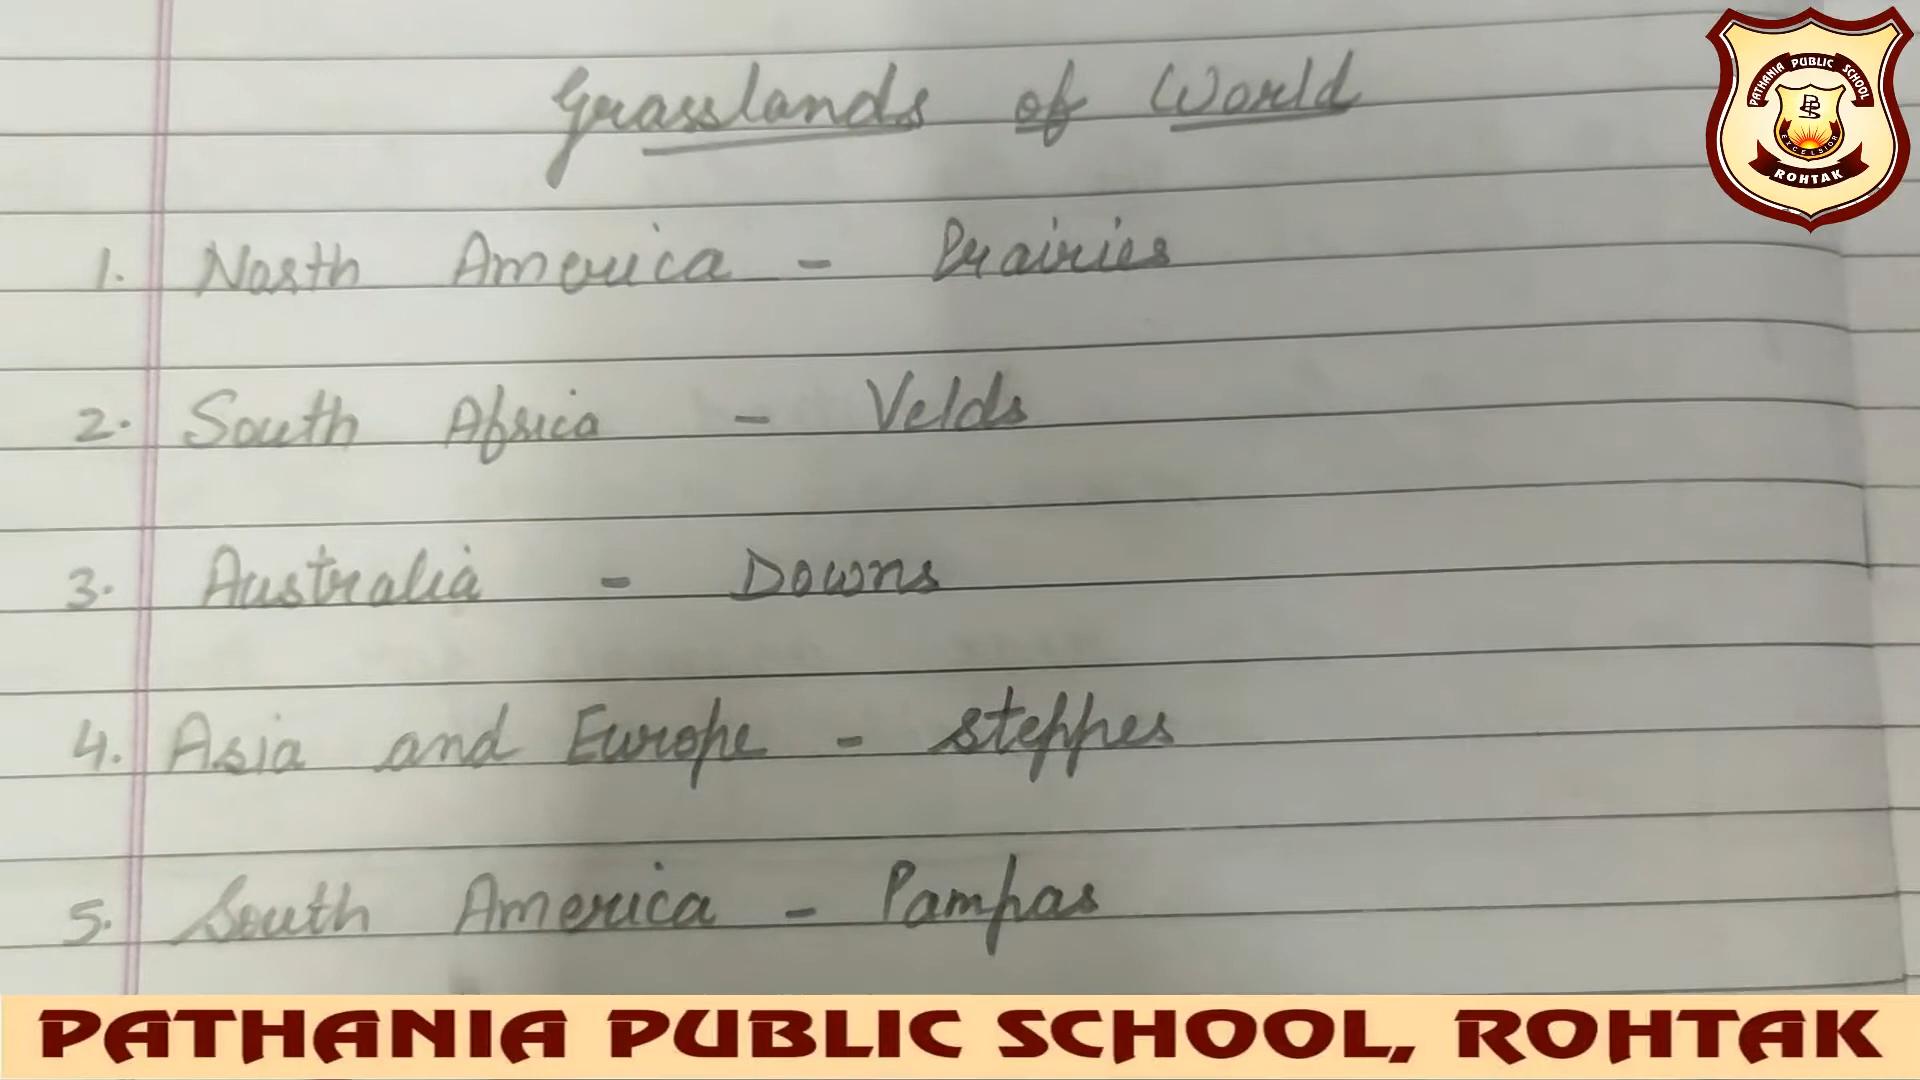 PATHANIA PUBLIC SCHOOL
EXCELSIOR
ROHTAK
Grasslands of World
1. North America - Prairies
2. South Africa - Velds
3. Australia - Downs
4. Asia and Europe - steppes
5. South America - Pampas
PATHANIA PUBLIC SCHOOL, ROHTAK